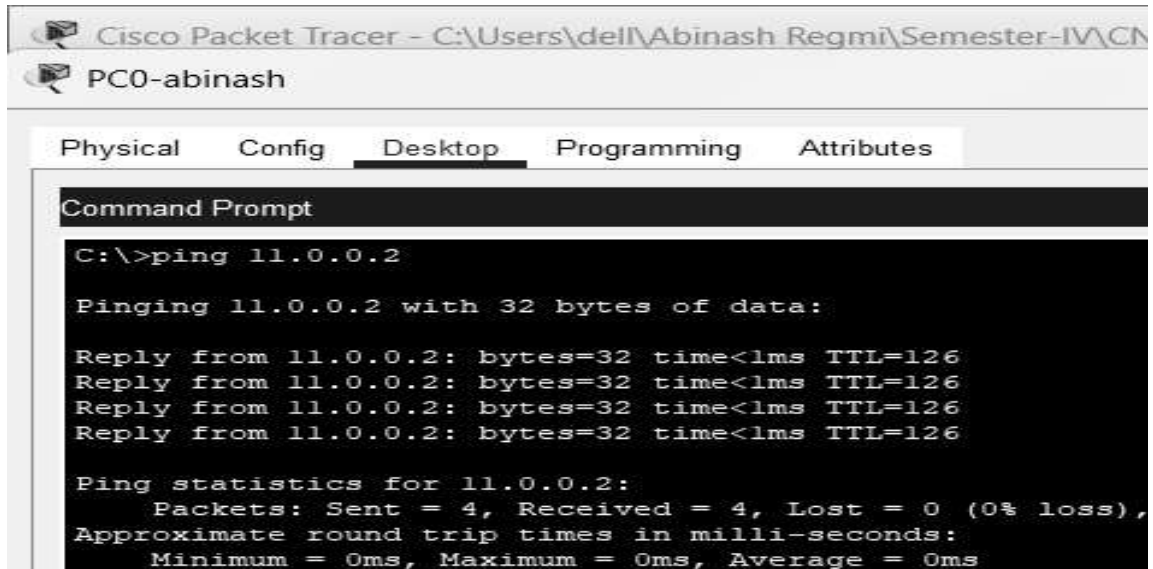 Cisco Packet Tracer - C:\Users\dell\Abinash Regmi\Semester-IV\CN
PC0-abinash
Physical Config Desktop Programming Attributes
Command Prompt
C:\>ping 11.0.0.2
Pinging 11.0.0.2 with 32 bytes of data:
Reply from 11.0.0.2: bytes=32 time<1ms TTL=126
Reply from 11.0.0.2: bytes=32 time<1ms TTL=126
Reply from 11.0.0.2: bytes=32 time<1ms TTL=126
Reply from 11.0.0.2: bytes=32 time<1ms TTL=126
Ping statistics for 11.0.0.2:
Packets: Sent = 4, Received = 4, Lost = 0 (0% loss),
Approximate round trip times in milli-seconds:
Minimum = 0ms, Maximum = 0ms, Average = 0ms